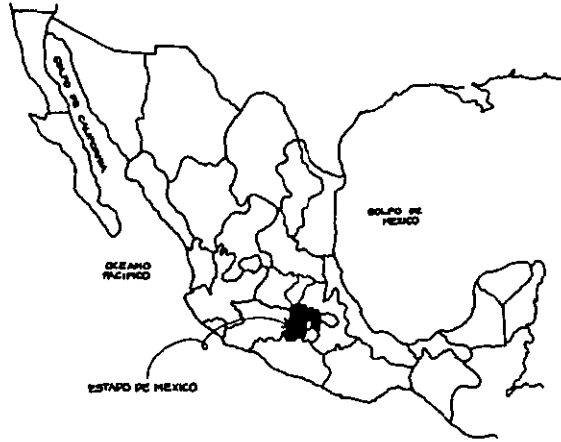 GOLFO DE CALIFORNIA
GOLFO DE
MEXICO
OCEANO
PACIFICO
ESTADO DE MEXICO